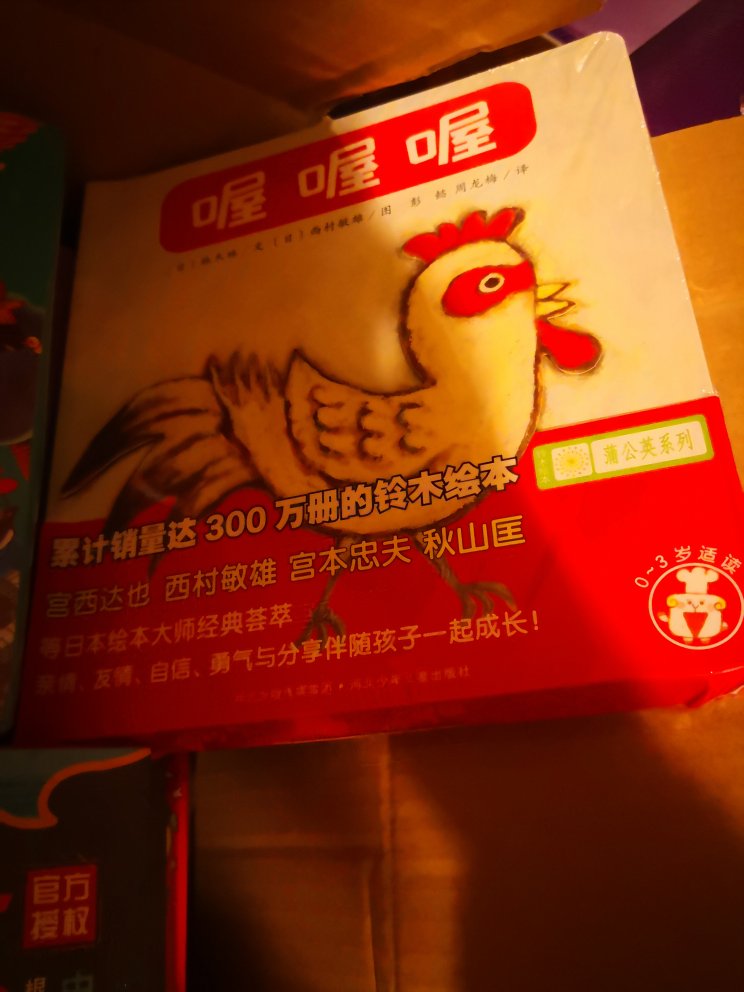 喔 喔 喔
文 〔日〕西村敏雄／图 彭 懿 周龙梅／译
蒲公英系列
累计销量达 300 万册的铃木绘本
宫西达也 西村敏雄 宫本忠夫 秋山匡
等日本绘本大师经典荟萃
亲情、友情、自信、勇气与分享伴随孩子一起成长！
0~3岁适读
官方
授权